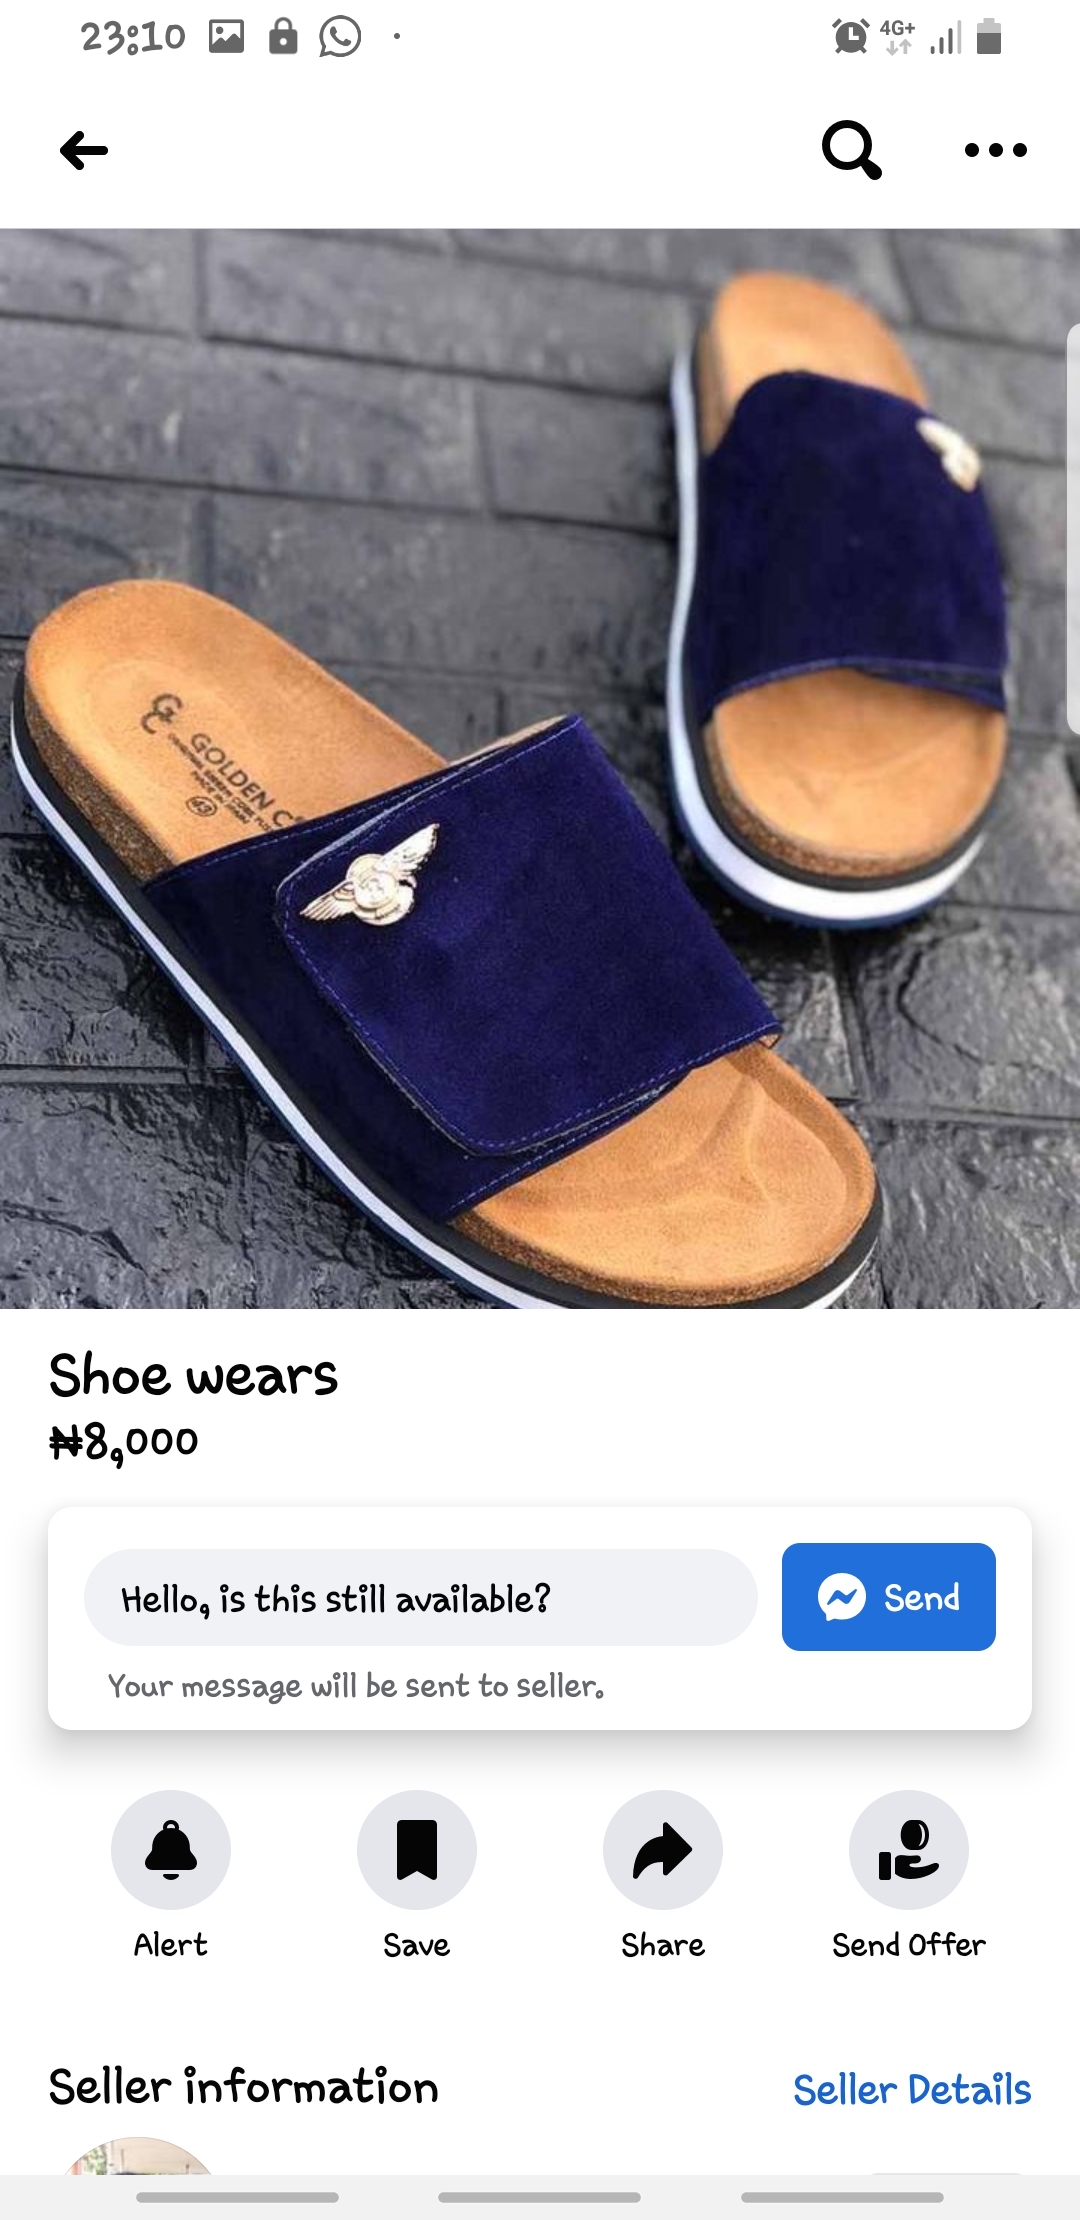 23:10
4G+
GOLDEN
43
Shoe wears
₦8,000
Hello, is this still available?
Send
Your message will be sent to seller.
Alert
Save
Share
Send Offer
Seller information
Seller Details